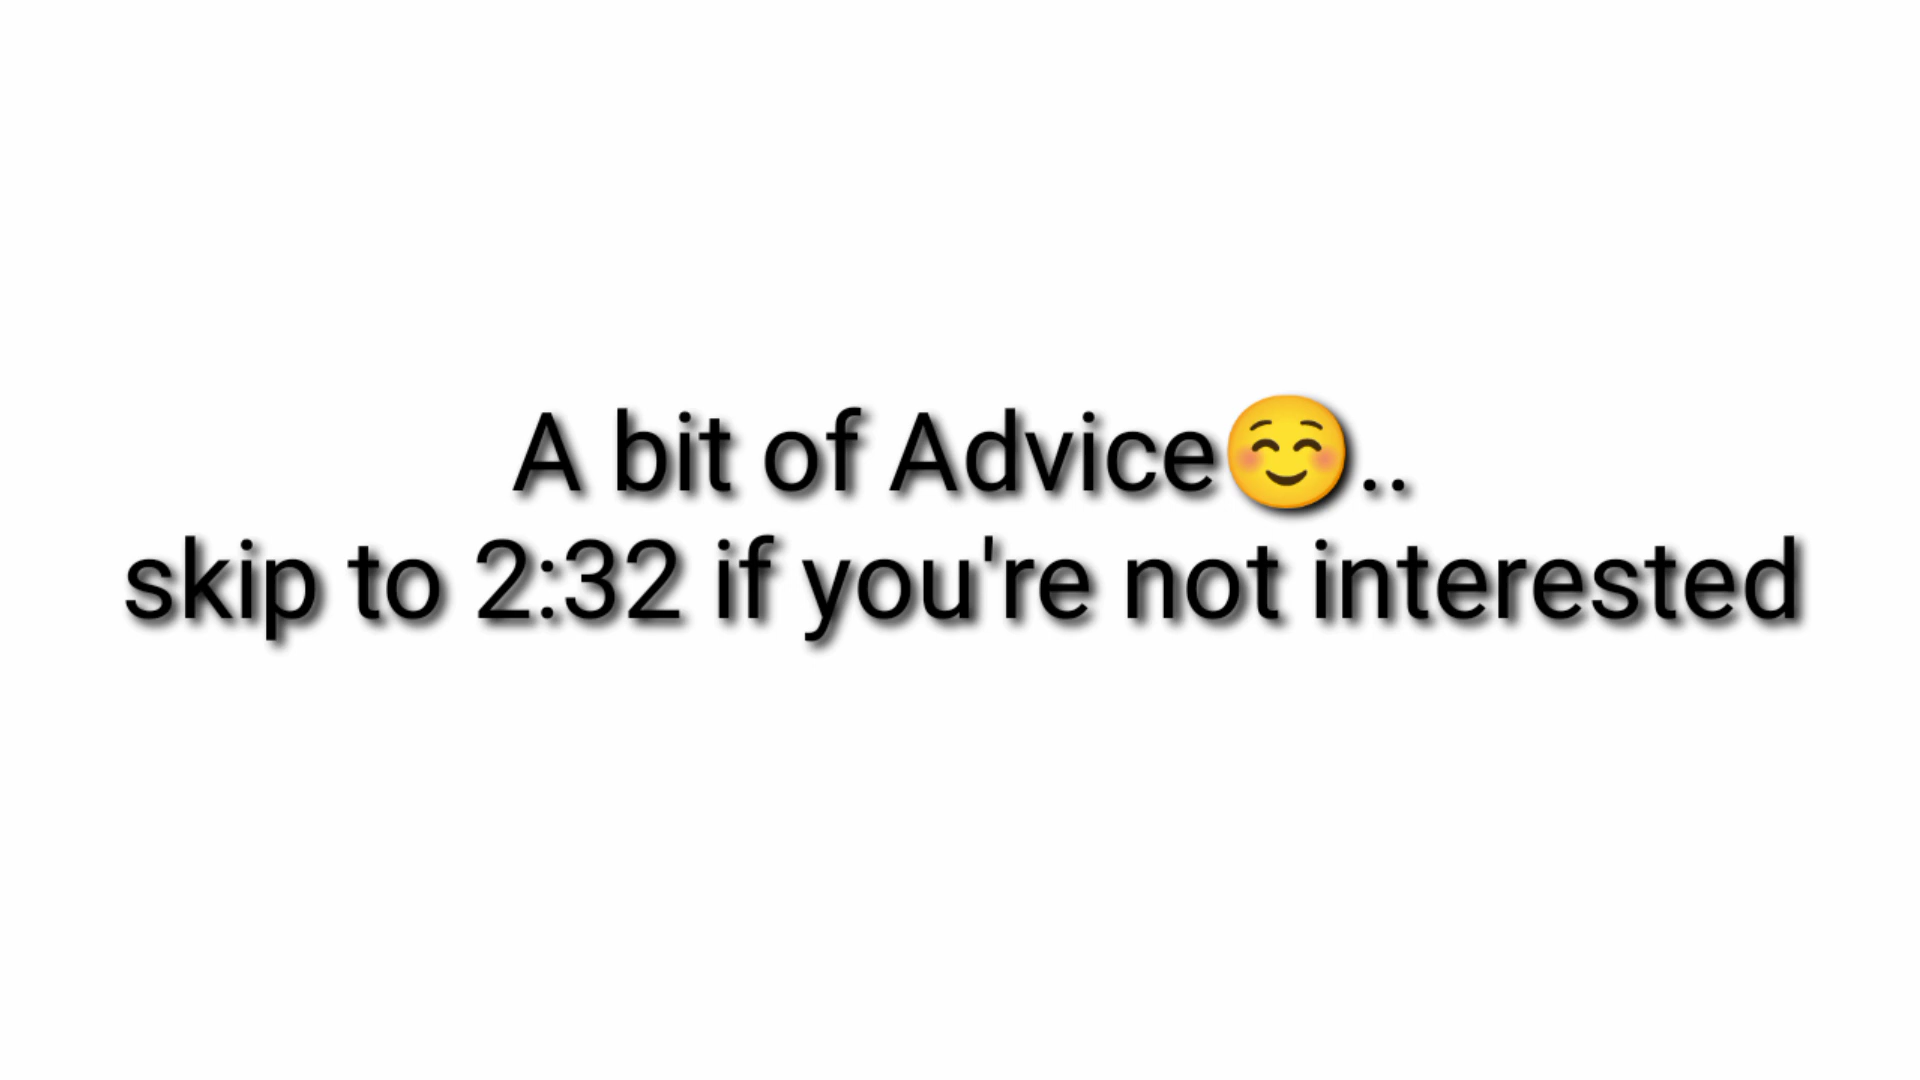 A bit of Advice☺️..
skip to 2:32 if you're not interested